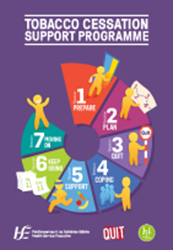 TOBACCO CESSATION
SUPPORT PROGRAMME
1
PREPARE
2
PLAN
3
QUIT
4
COPING
5
SUPPORT
6 KEEP
GOING
7 MOVING
ON
QUIT
Feidhmeannacht na Seirbhíse Sláinte
Health Service Executive
QUIT